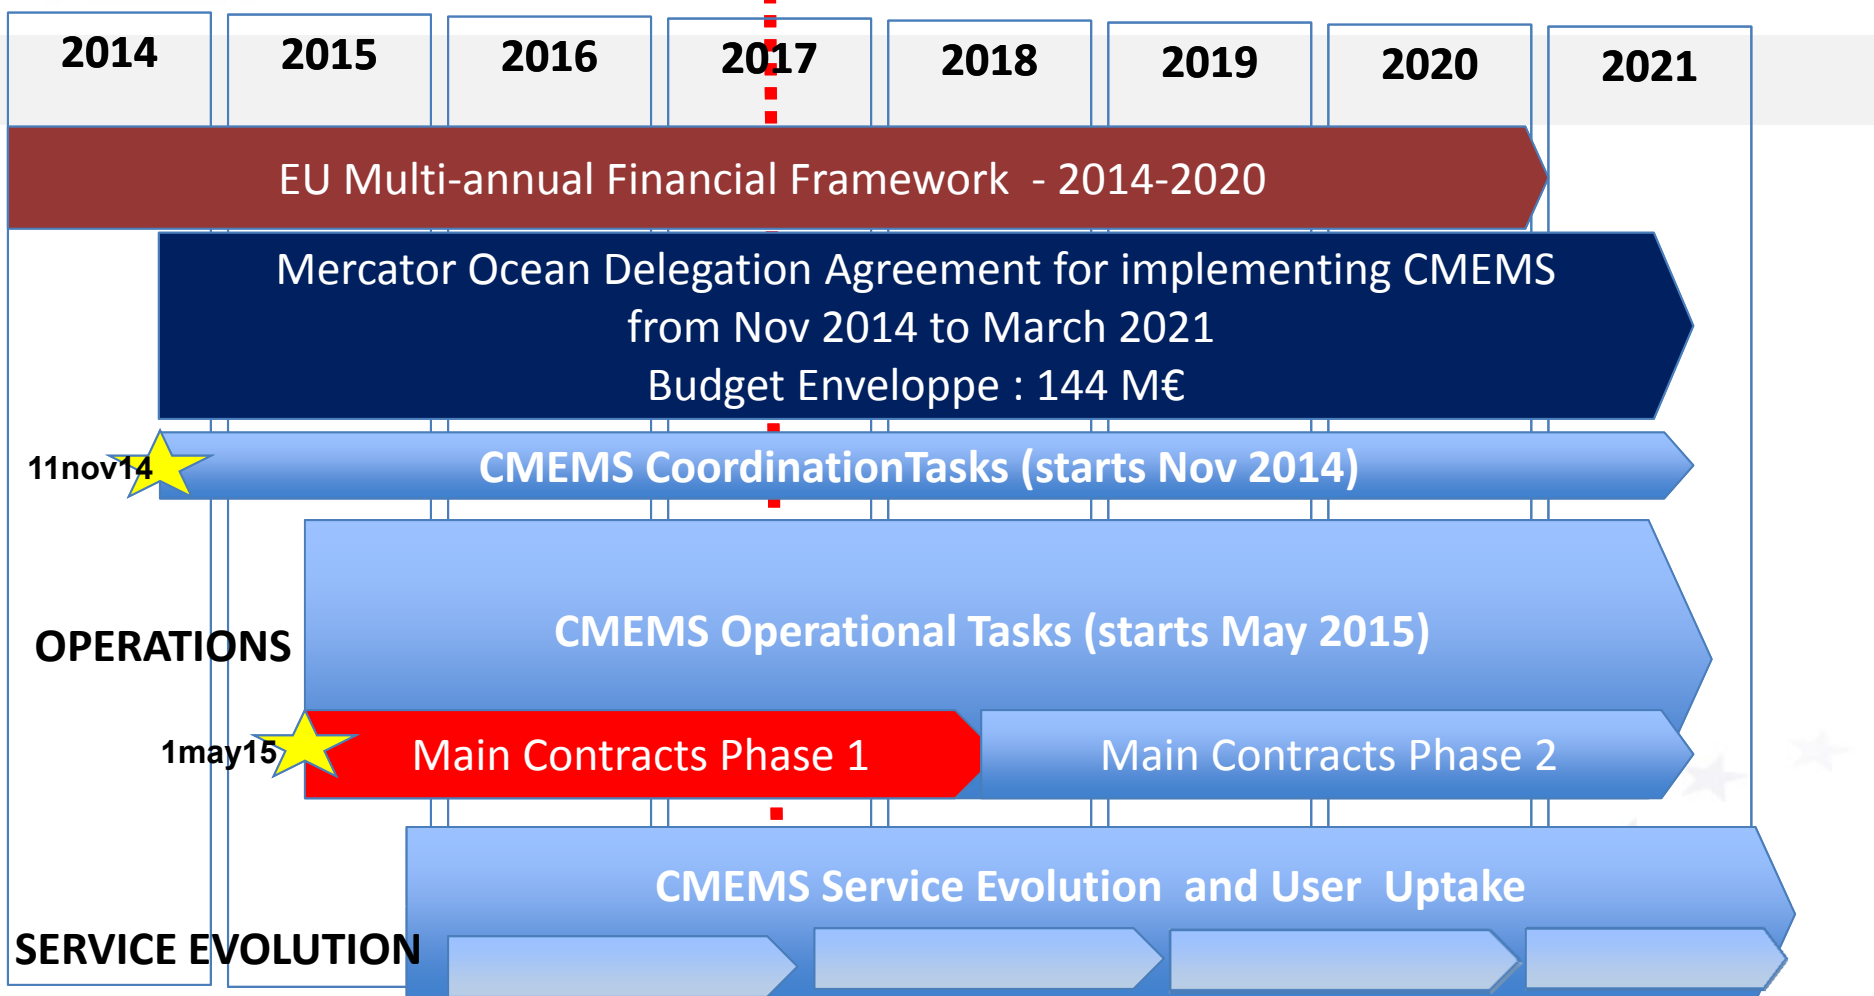 2014 2015 2016 2017 2018 2019 2020 2021
EU Multi-annual Financial Framework - 2014-2020
Mercator Ocean Delegation Agreement for implementing CMEMS
from Nov 2014 to March 2021
Budget Enveloppe : 144 M€
11nov14
CMEMS CoordinationTasks (starts Nov 2014)
OPERATIONS
CMEMS Operational Tasks (starts May 2015)
1may15
Main Contracts Phase 1
Main Contracts Phase 2
CMEMS Service Evolution and User Uptake
SERVICE EVOLUTION